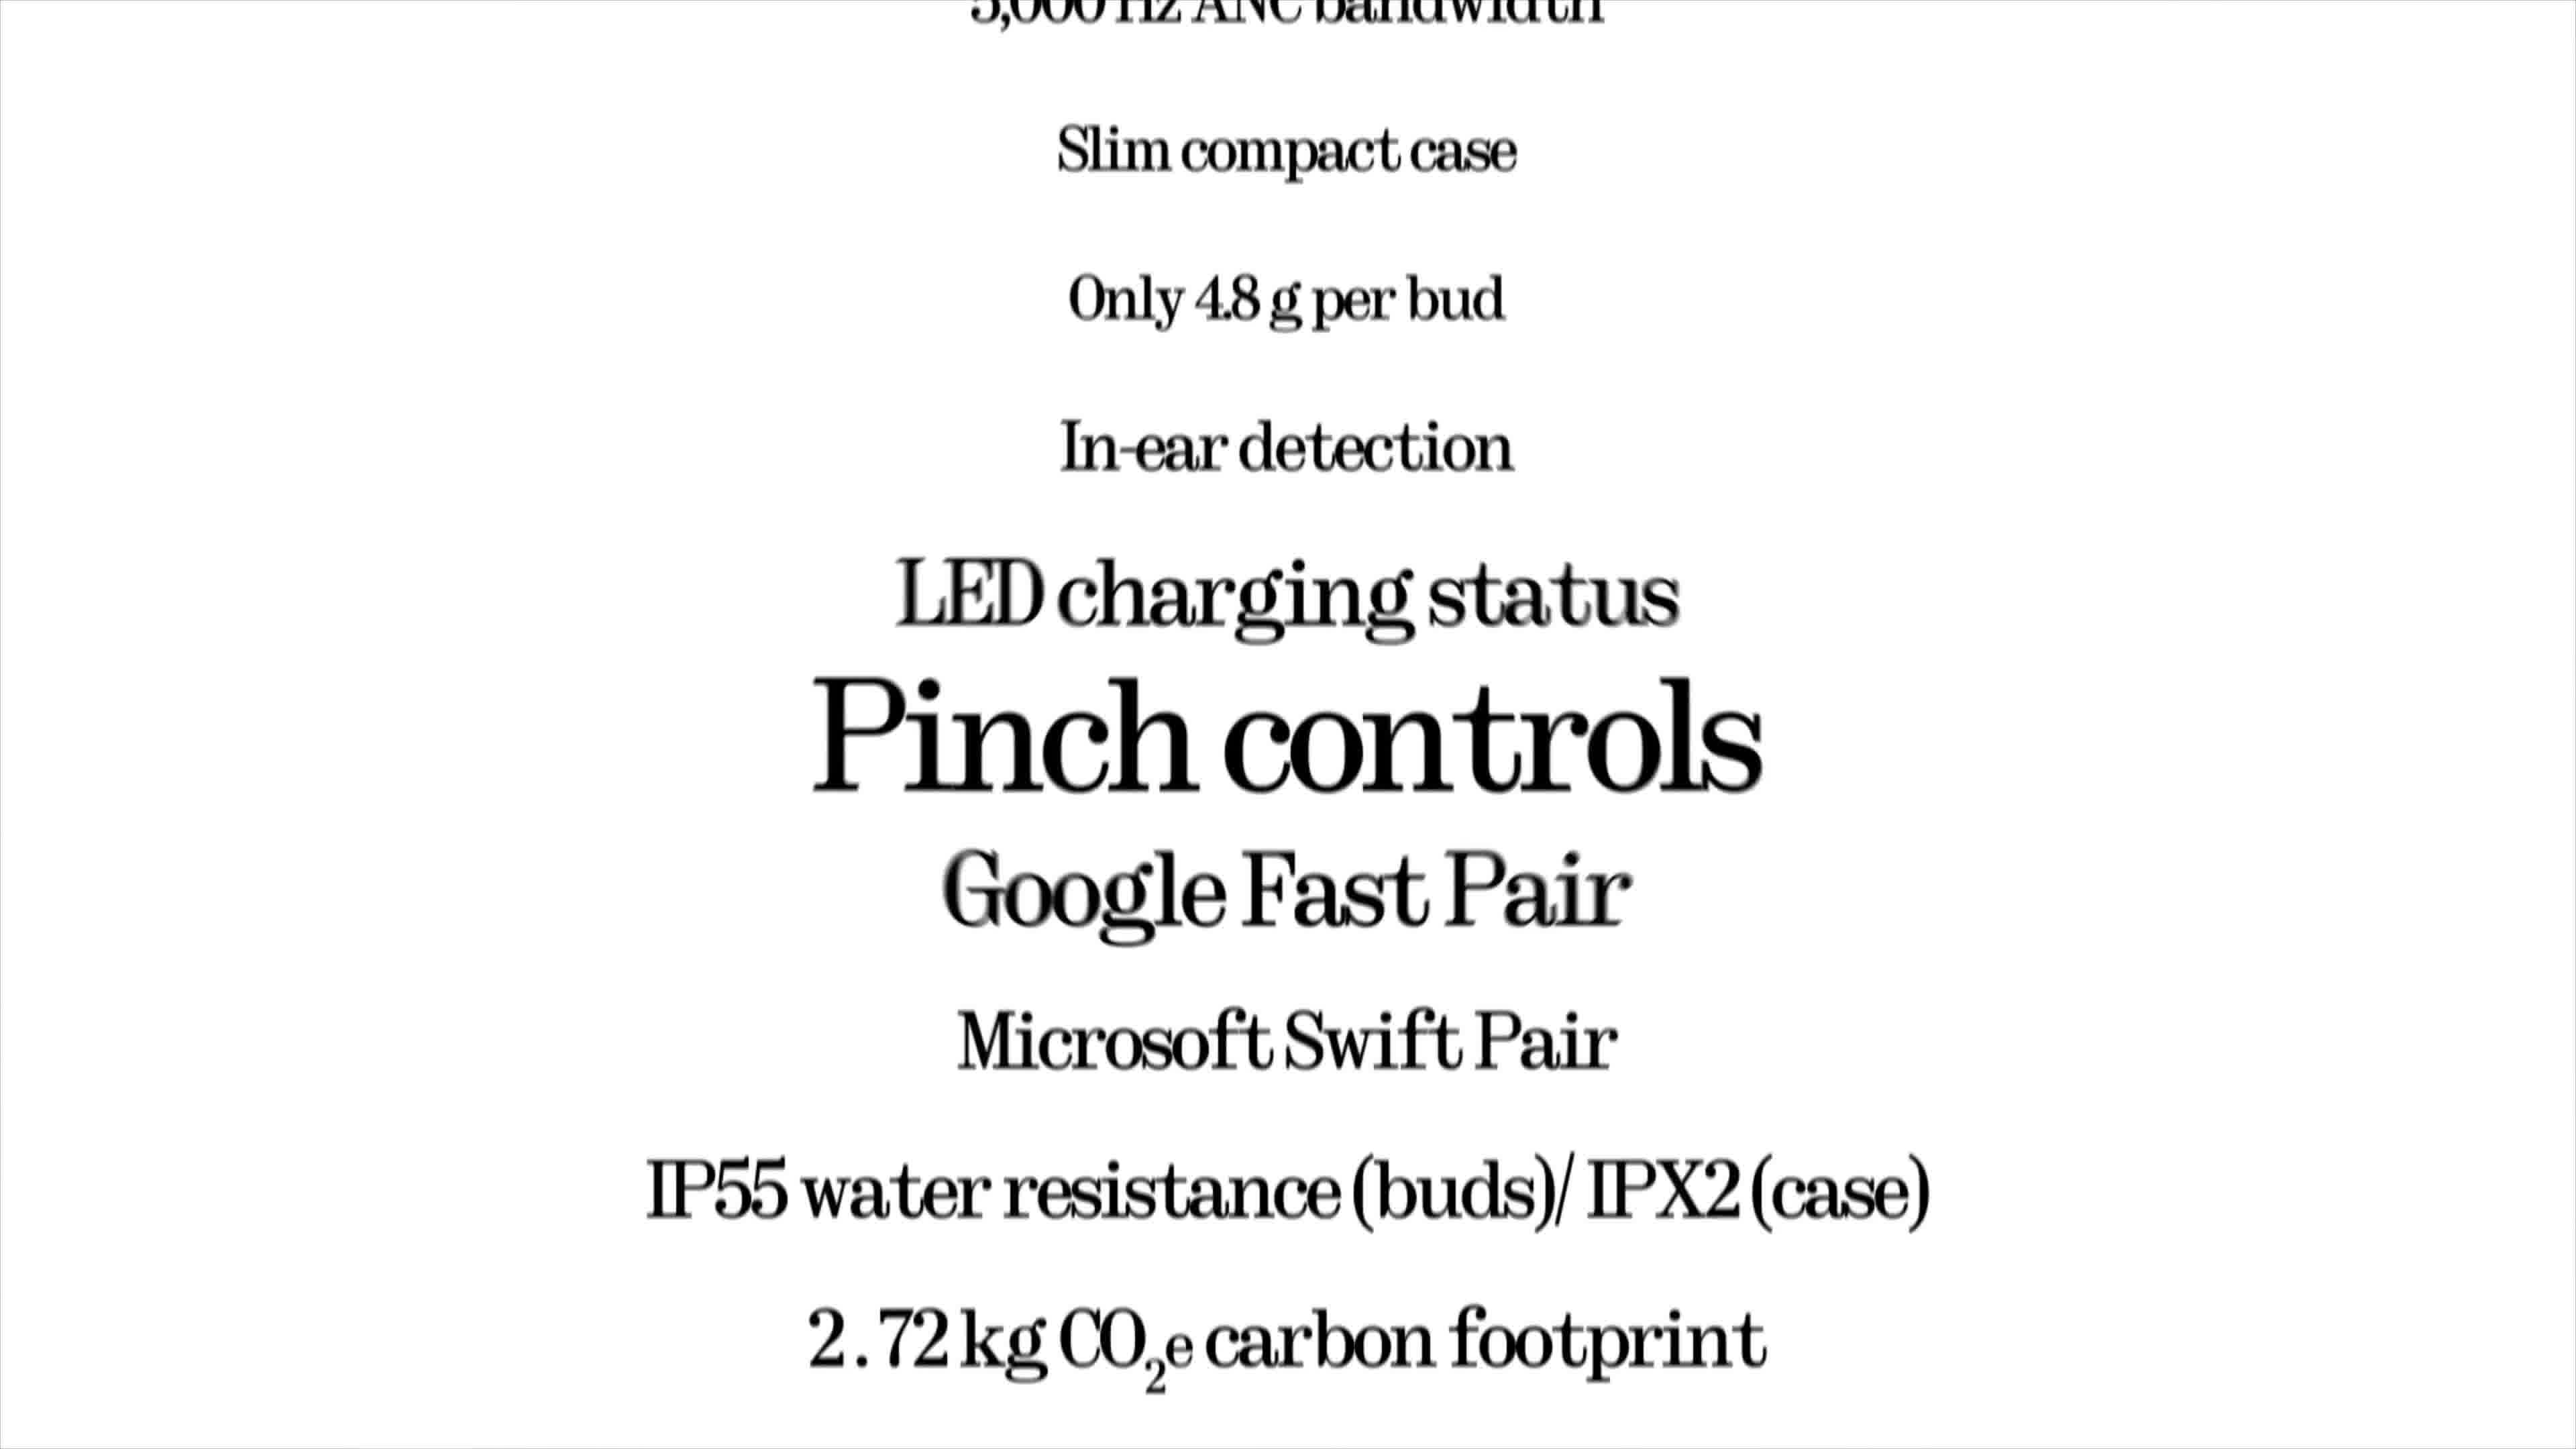 5,000 Hz ANC bandwidth
Slim compact case
Only 4.8 g per bud
In-ear detection
LED charging status
Pinch controls
Google Fast Pair
Microsoft Swift Pair
IP55 water resistance (buds)/ IPX2 (case)
2.72 kg CO₂e carbon footprint